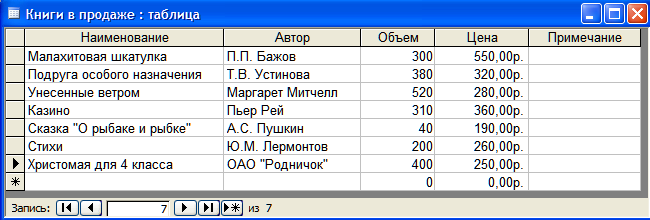 Книги в продаже : таблица
Наименование Автор Объем Цена Примечание
Малахитовая шкатулка П.П. Бажов 300 550,00р.
Подруга особого назначения Т.В. Устинова 380 320,00р.
Унесенные ветром Маргарет Митчелл 520 280,00р.
Казино Пьер Рей 310 360,00р.
Сказка "О рыбаке и рыбке" А.С. Пушкин 40 190,00р.
Стихи Ю.М. Лермонтов 200 260,00р.
Христомая для 4 класса ОАО "Родничок" 400 250,00р.
0 0,00р.
Запись: 7 из 7